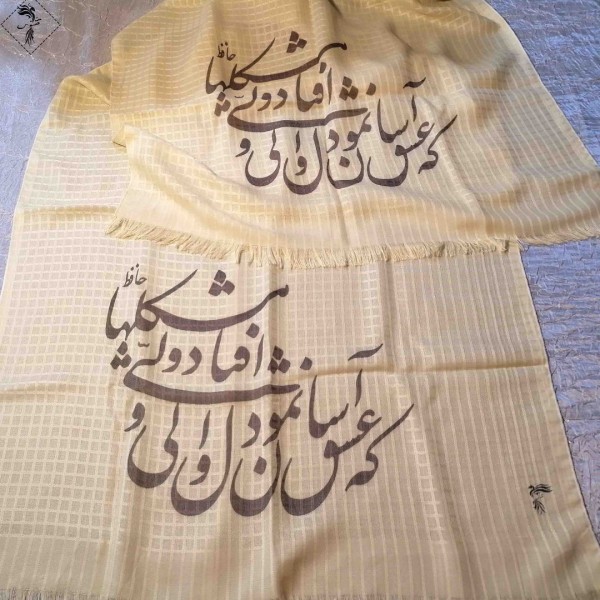 که عشق آسان نمود اول ولی افتاد مشکلها
حافظ
که عشق آسان نمود اول ولی افتاد مشکلها
حافظ